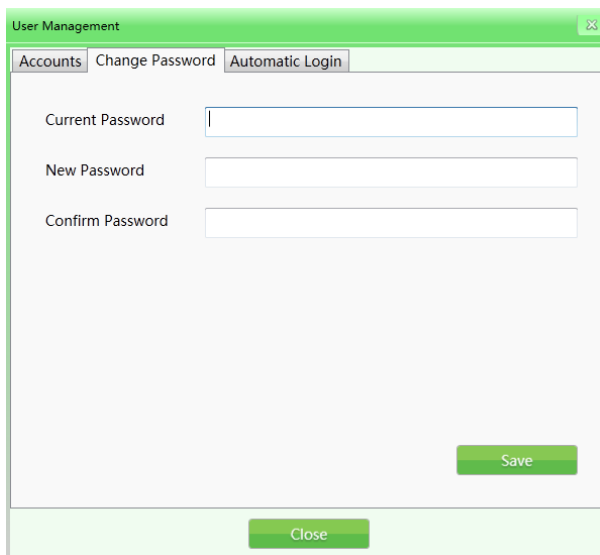 User Management
Accounts Change Password Automatic Login
Current Password
New Password
Confirm Password
Save
Close